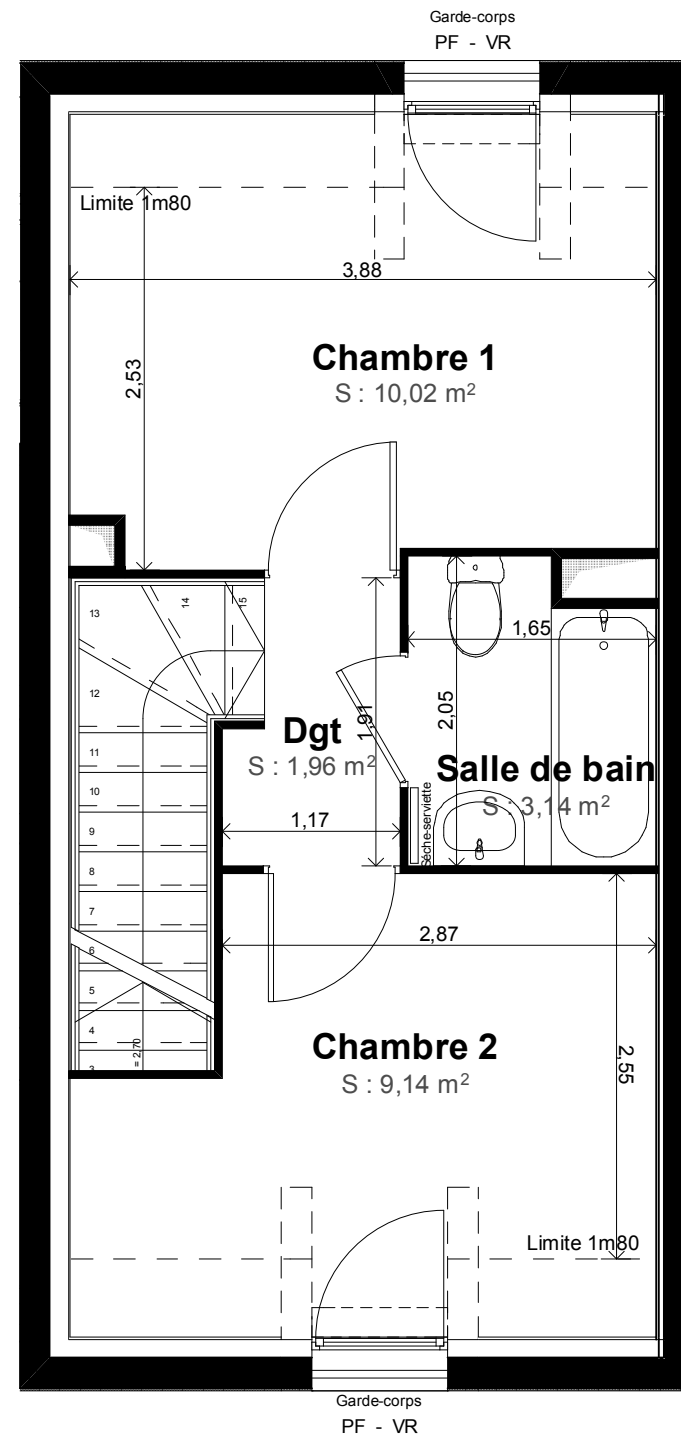 Garde-corps
PF - VR
Limite 1m80
3,88
2,53
Chambre 1
S : 10,02 m²
13
14
15
12
1,65
11
10
9
8
7
6
5
4
3
= 2,70
1,91
2,05
Dgt
S : 1,96 m²
Salle de bain
S : 3,14 m²
Sèche-serviette
1,17
2,87
Chambre 2
S : 9,14 m²
2,55
Limite 1m80
Garde-corps
PF - VR